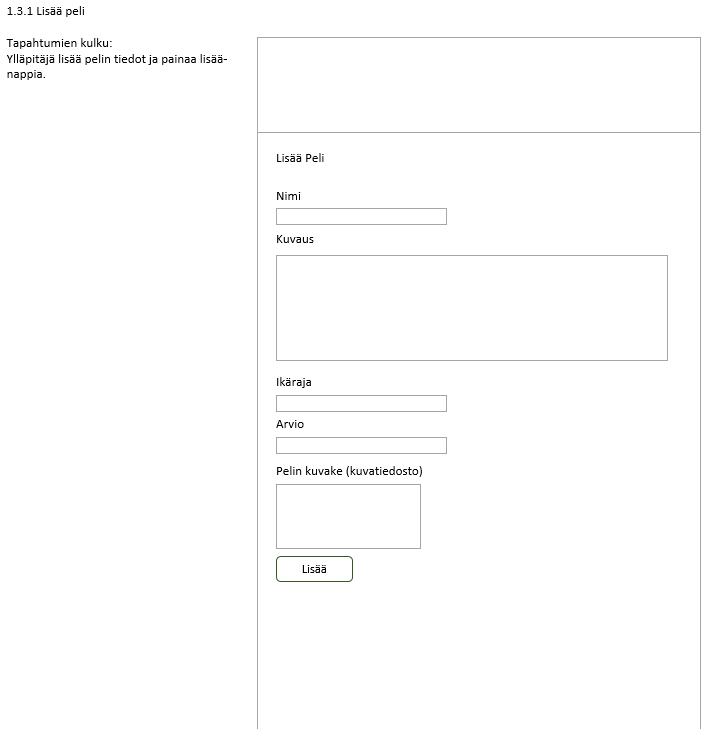 1.3.1 Lisää peli
Tapahtumien kulku:
Ylläpitäjä lisää pelin tiedot ja painaa lisää-
nappia.
Lisää Peli
Nimi
Kuvaus
Ikäraja
Arvio
Pelin kuvake (kuvatiedosto)
Lisää